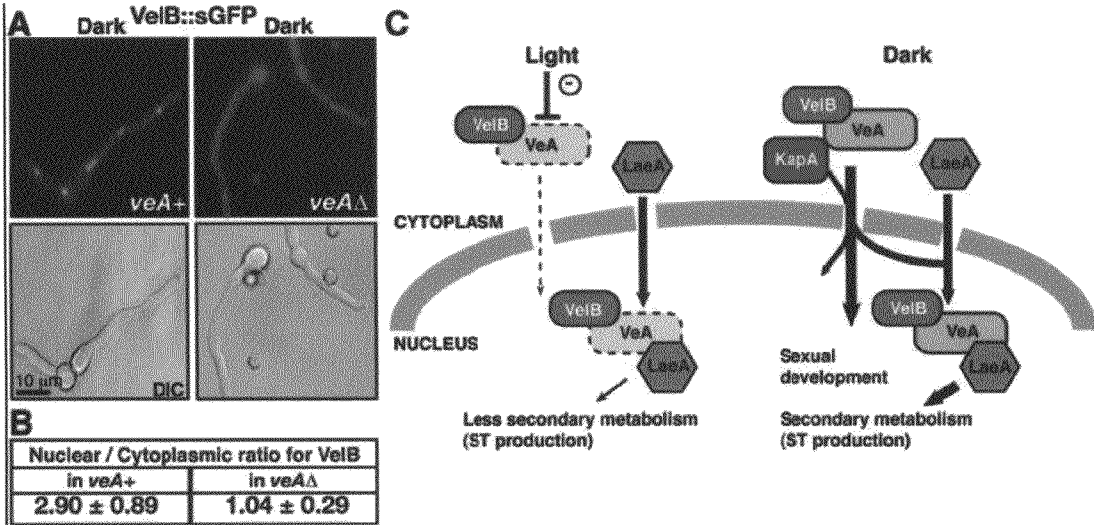 A
VelB::sGFP
Dark
Dark
veA+
veAΔ
10 µm
DIC
B
Nuclear / Cytoplasmic ratio for VelB
in veA+
in veAΔ
2.90 ± 0.89
1.04 ± 0.29
C
Light
-
VelB
VeA
LaeA
CYTOPLASM
NUCLEUS
VelB
VeA
LaeA
Less secondary metabolism
(ST production)
Dark
VelB
VeA
KapA
LaeA
Sexual
development
VelB
VeA
LaeA
Secondary metabolism
(ST production)